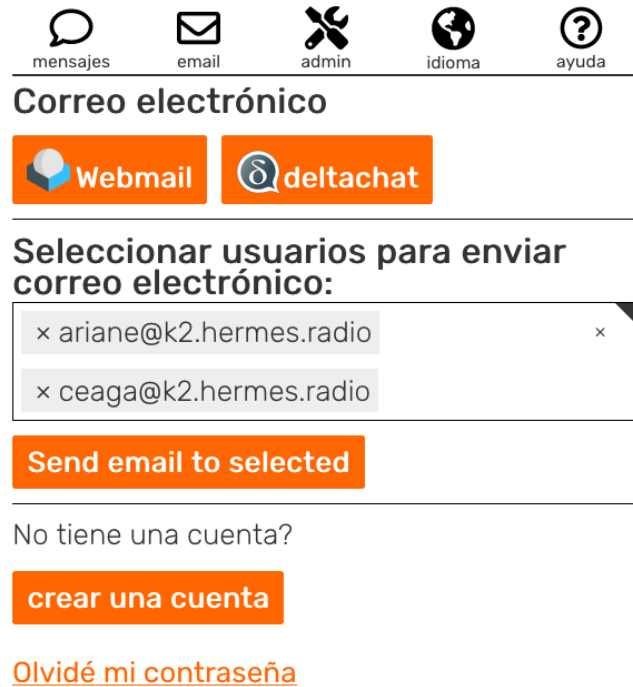 mensajes email admin idioma ayuda
Correo electrónico
Webmail δ deltachat
Seleccionar usuarios para enviar
correo electrónico:
× ariane@k2.hermes.radio ×
× ceaga@k2.hermes.radio
Send email to selected
No tiene una cuenta?
crear una cuenta
Olvidé mi contraseña